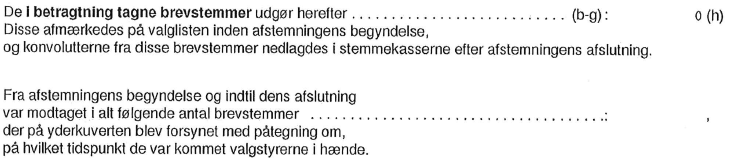 De i betragtning tagne brevstemmer udgør herefter ............................ (b-g): 0 (h)
Disse afmærkedes på valglisten inden afstemningens begyndelse,
og konvolutterne fra disse brevstemmer nedlagdes i stemmekasserne efter afstemningens afslutning.
Fra afstemningens begyndelse og indtil dens afslutning
var modtaget i alt følgende antal brevstemmer ......................................: ,
der på yderkuverten blev forsynet med påtegning om,
på hvilket tidspunkt de var kommet valgstyrerne i hænde.